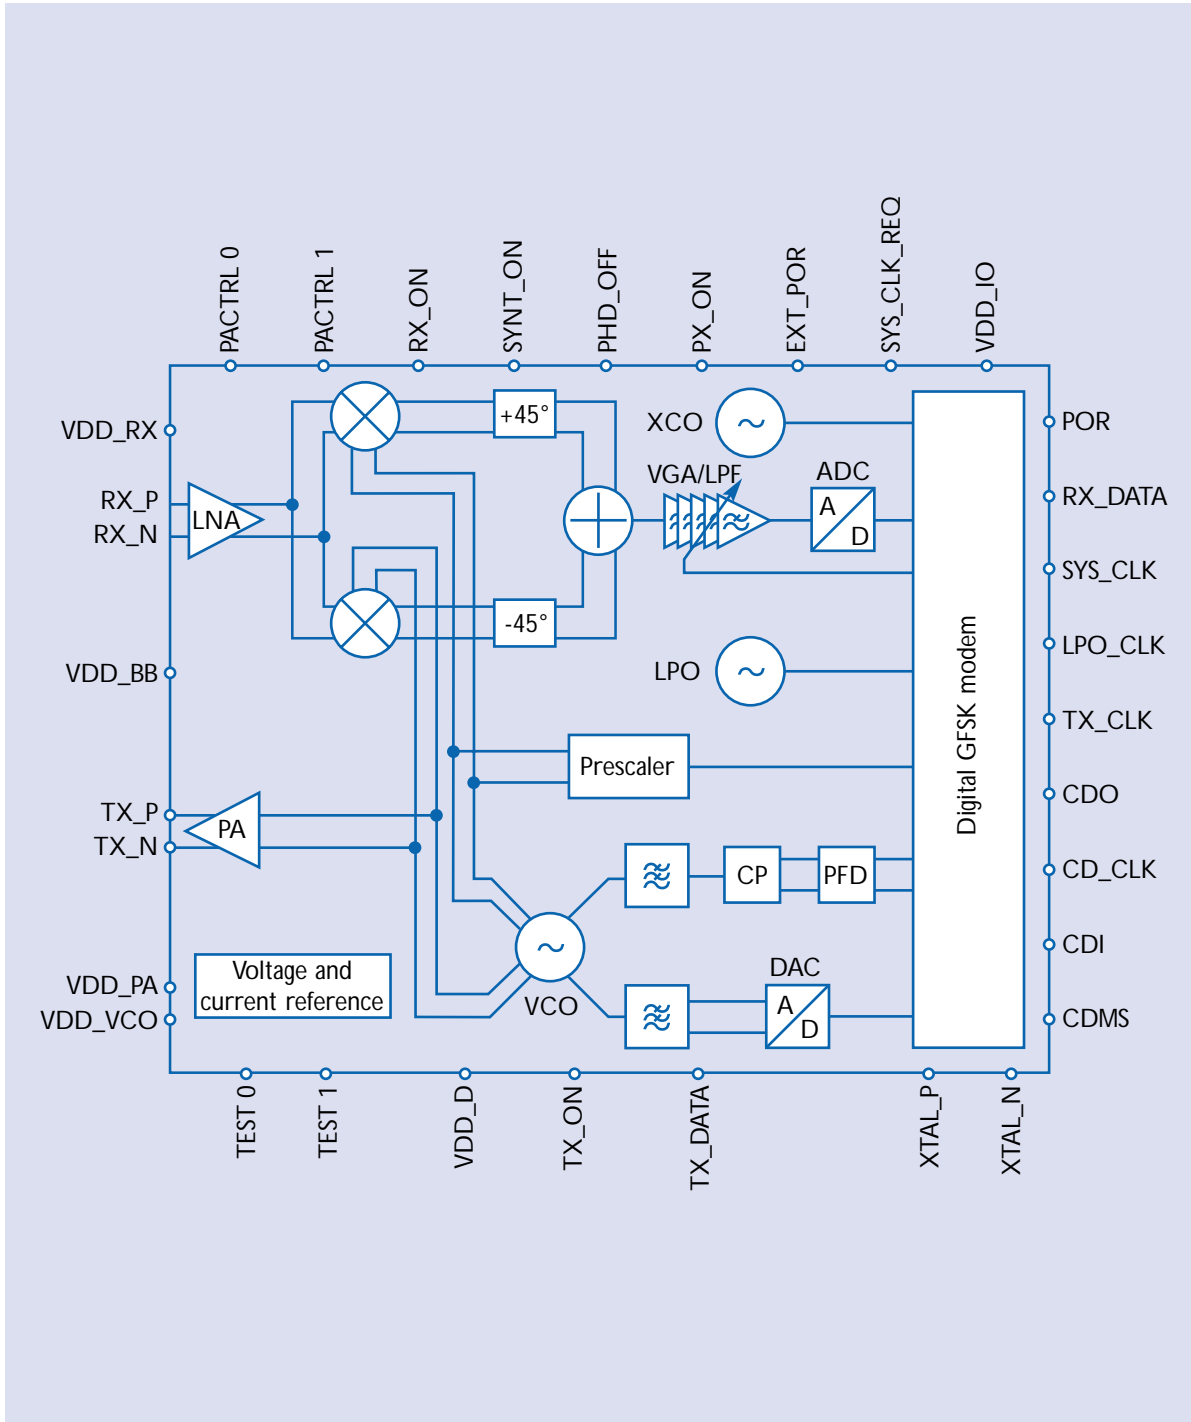 PACTRL 0
PACTRL 1
RX_ON
SYNT_ON
PHD_OFF
PX_ON
EXT_POR
SYS_CLK_REQ
VDD_IO
VDD_RX
RX_P
RX_N
VDD_BB
TX_P
TX_N
VDD_PA
VDD_VCO
LNA
+45°
-45°
XCO
VGA/LPF
ADC
A
D
LPO
Prescaler
PA
CP
PFD
VCO
DAC
A
D
Voltage and
current reference
Digital GFSK modem
POR
RX_DATA
SYS_CLK
LPO_CLK
TX_CLK
CDO
CD_CLK
CDI
CDMS
TEST 0
TEST 1
VDD_D
TX_ON
TX_DATA
XTAL_P
XTAL_N